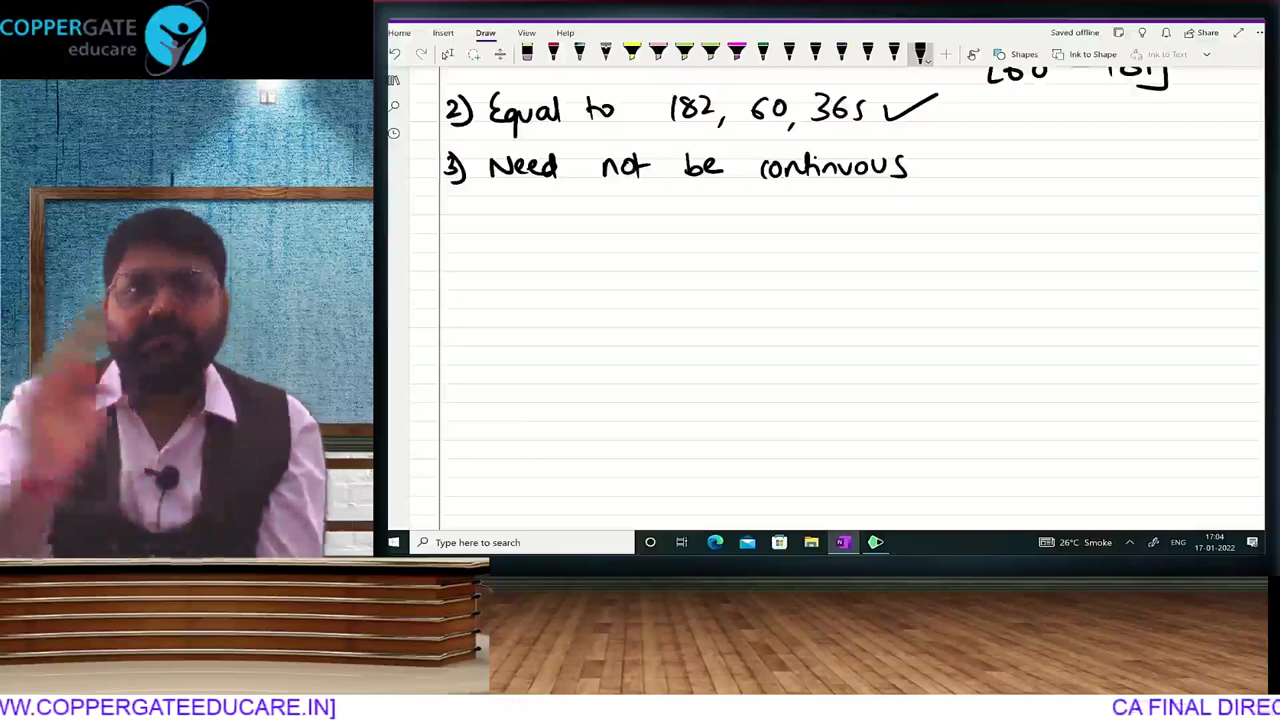 COPPERGATE
educare
Home Insert Draw View Help
Saved offline
Share
Shapes
Ink to Shape
Ink to Text
2) Equal to 182, 60, 365 ✓
3) Need not be continuous
Type here to search
26°C Smoke
ENG
17:04
17-01-2022
WW.COPPERGATEEDUCARE.IN]
CA FINAL DIREC